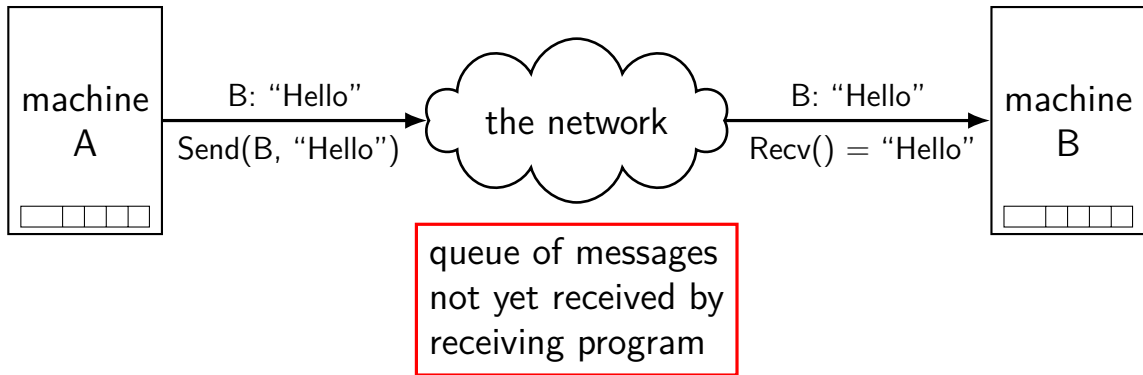 machine
A
B: “Hello”
Send(B, “Hello”)
the network
B: “Hello”
Recv() = “Hello”
machine
B
queue of messages
not yet received by
receiving program